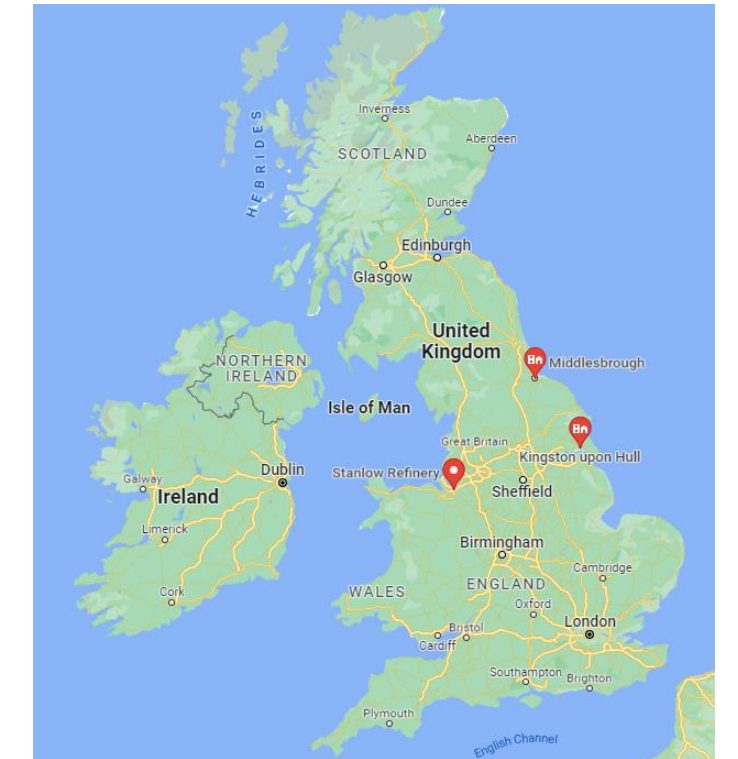 Inverness
Aberdeen
SCOTLAND
HEBRIDES
Dundee
Edinburgh
Glasgow
United
Kingdom
NORTHERN
IRELAND
Middlesbrough
Isle of Man
Great Britain
Kingston upon Hull
Dublin
Stanlow Refinery
Galway
Ireland
Sheffield
Limerick
Birmingham
Cambridge
Cork
WALES
ENGLAND
Oxford
London
Bristol
Cardiff
Southampton
Brighton
Plymouth
English Channel